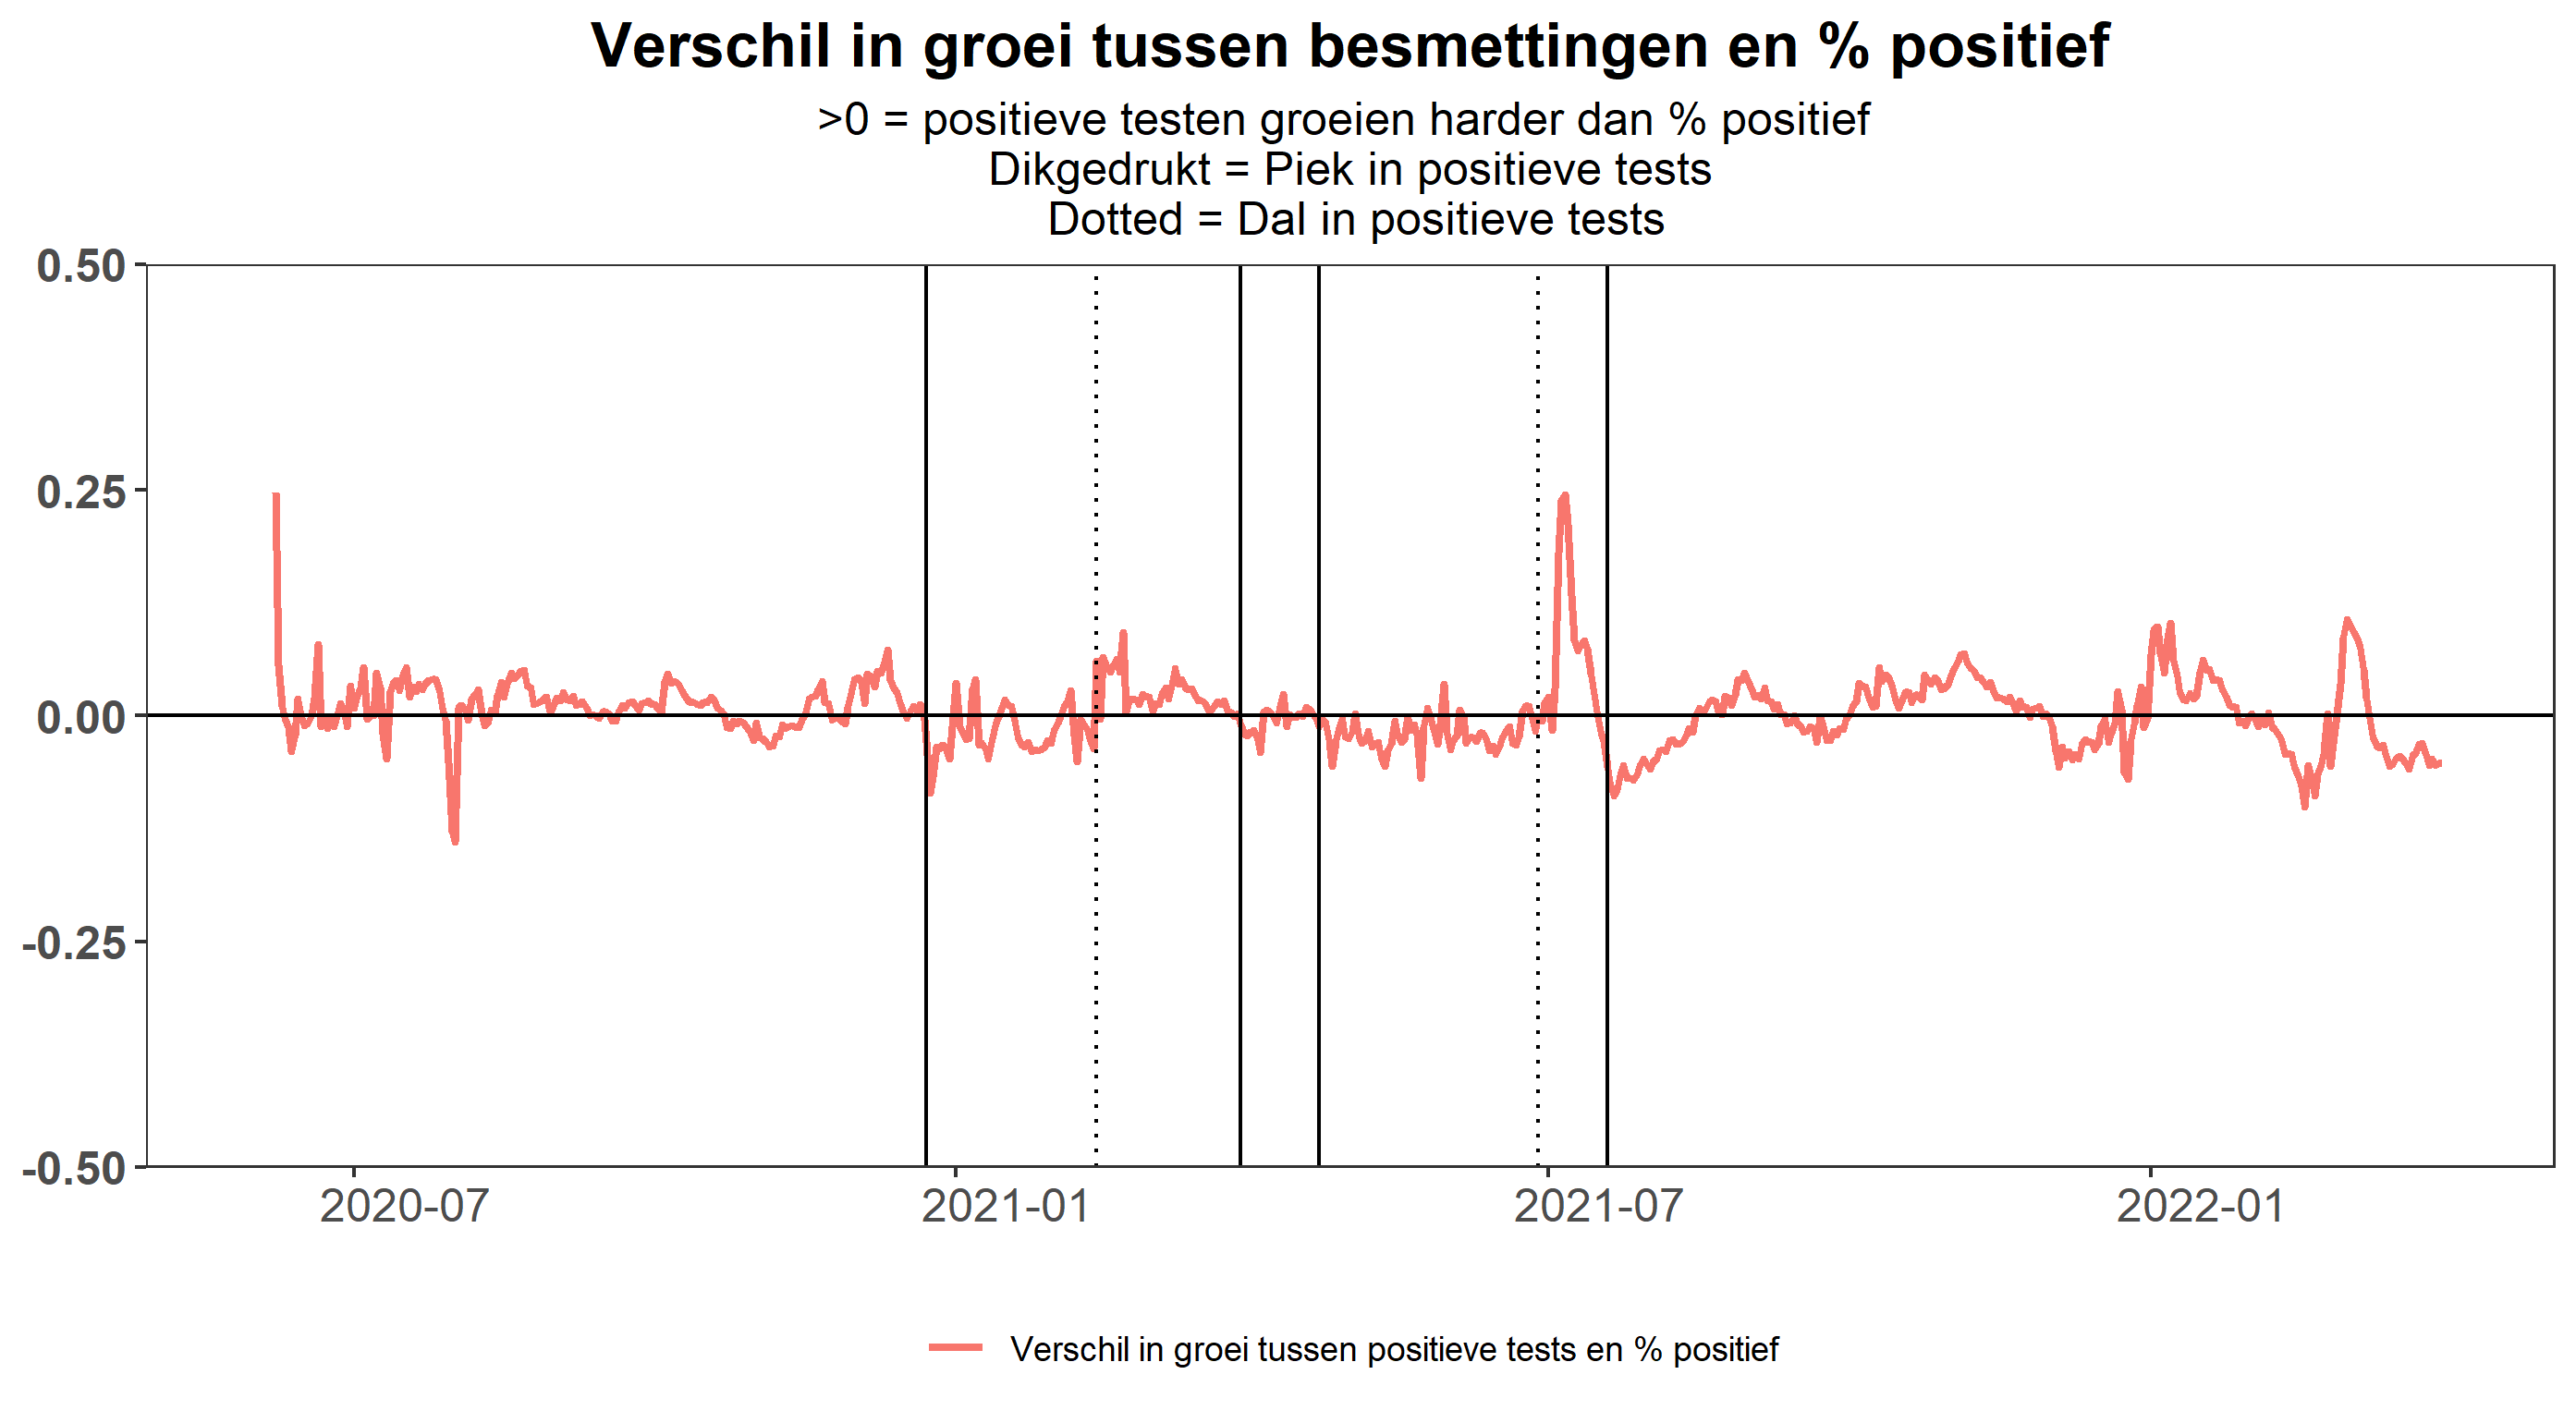 Verschil in groei tussen besmettingen en % positief
>0 = positieve testen groeien harder dan % positief
Dikgedrukt = Piek in positieve tests
Dotted = Dal in positieve tests
0.50
0.25
0.00
-0.25
-0.50
2020-07 2021-01 2021-07 2022-01
Verschil in groei tussen positieve tests en % positief